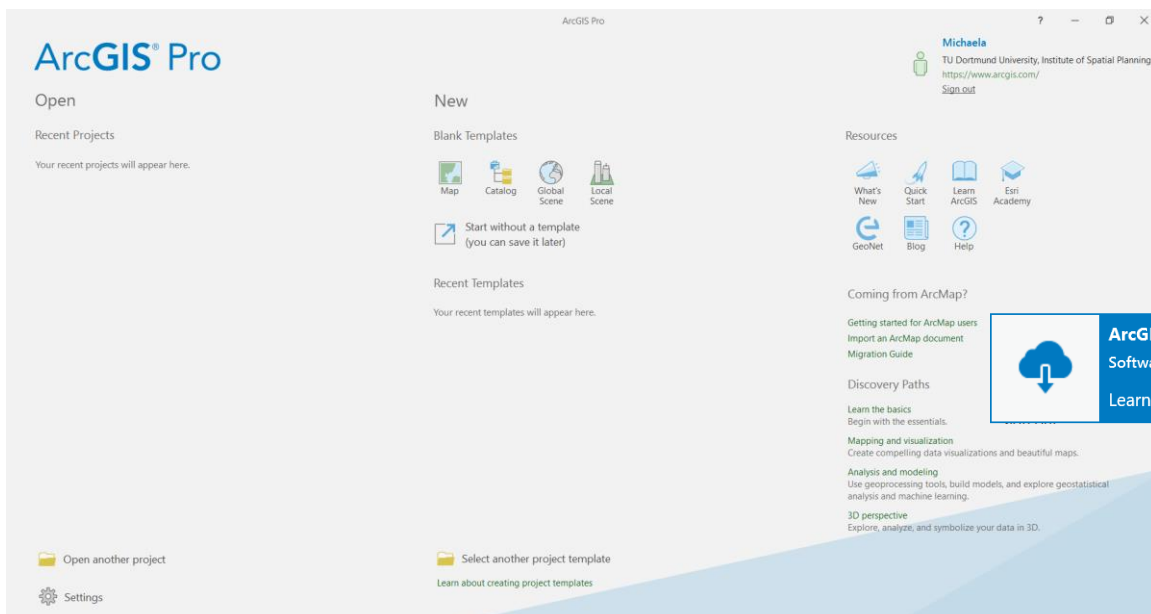 ArcGIS Pro
ArcGIS® Pro
Michaela
TU Dortmund University, Institute of Spatial Planning
https://www.arcgis.com/
Sign out
Open
Recent Projects
Your recent projects will appear here.
New
Blank Templates
Map
Catalog
Global
Scene
Local
Scene
Start without a template
(you can save it later)
Recent Templates
Your recent templates will appear here.
Resources
What's
New
Quick
Start
Learn
ArcGIS
Esri
Academy
GeoNet
Blog
Help
Coming from ArcMap?
Getting started for ArcMap users
Import an ArcMap document
Migration Guide
Learn
Discovery Paths
Learn the basics
Begin with the essentials.
Mapping and visualization
Create compelling data visualizations and beautiful maps.
Analysis and modeling
Use geoprocessing tools, build models, and explore geostatistical
analysis and machine learning.
3D perspective
Explore, analyze, and symbolize your data in 3D.
Open another project
Settings
Select another project template
Learn about creating project templates